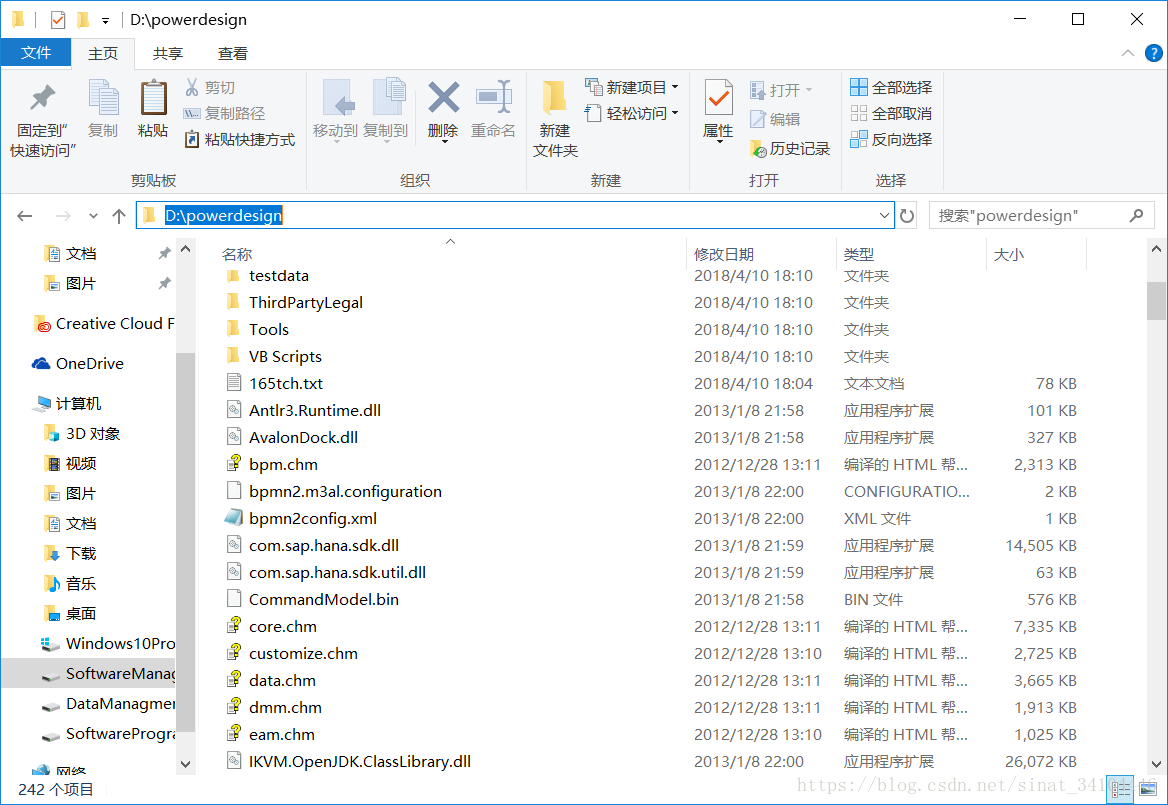 D:\powerdesign
文件 主页 共享 查看
固定到"快速访问"
复制
粘贴
剪切
复制路径
粘贴快捷方式
剪贴板
移动到
复制到
删除
重命名
组织
新建文件夹
新建项目
轻松访问
新建
属性
打开
编辑
历史记录
打开
全部选择
全部取消
反向选择
选择
D:\powerdesign
搜索"powerdesign"
文档
图片
Creative Cloud F
OneDrive
计算机
3D 对象
视频
图片
文档
下载
音乐
桌面
Windows10Pro
SoftwareManag
DataManagmer
SoftwareProgra
网络
名称 修改日期 类型 大小
testdata 2018/4/10 18:10 文件夹
ThirdPartyLegal 2018/4/10 18:10 文件夹
Tools 2018/4/10 18:10 文件夹
VB Scripts 2018/4/10 18:10 文件夹
165tch.txt 2018/4/10 18:04 文本文档 78 KB
Antlr3.Runtime.dll 2013/1/8 21:58 应用程序扩展 101 KB
AvalonDock.dll 2013/1/8 21:58 应用程序扩展 327 KB
bpm.chm 2012/12/28 13:11 编译的 HTML 帮... 2,313 KB
bpmn2.m3al.configuration 2013/1/8 22:00 CONFIGURATIO... 2 KB
bpmn2config.xml 2013/1/8 22:00 XML 文件 1 KB
com.sap.hana.sdk.dll 2013/1/8 21:59 应用程序扩展 14,505 KB
com.sap.hana.sdk.util.dll 2013/1/8 21:59 应用程序扩展 63 KB
CommandModel.bin 2013/1/8 21:58 BIN 文件 576 KB
core.chm 2012/12/28 13:11 编译的 HTML 帮... 7,335 KB
customize.chm 2012/12/28 13:10 编译的 HTML 帮... 2,725 KB
data.chm 2012/12/28 13:11 编译的 HTML 帮... 3,665 KB
dmm.chm 2012/12/28 13:11 编译的 HTML 帮... 1,913 KB
eam.chm 2012/12/28 13:10 编译的 HTML 帮... 1,025 KB
IKVM.OpenJDK.ClassLibrary.dll 2013/1/8 22:00 应用程序扩展 26,072 KB
242 个项目